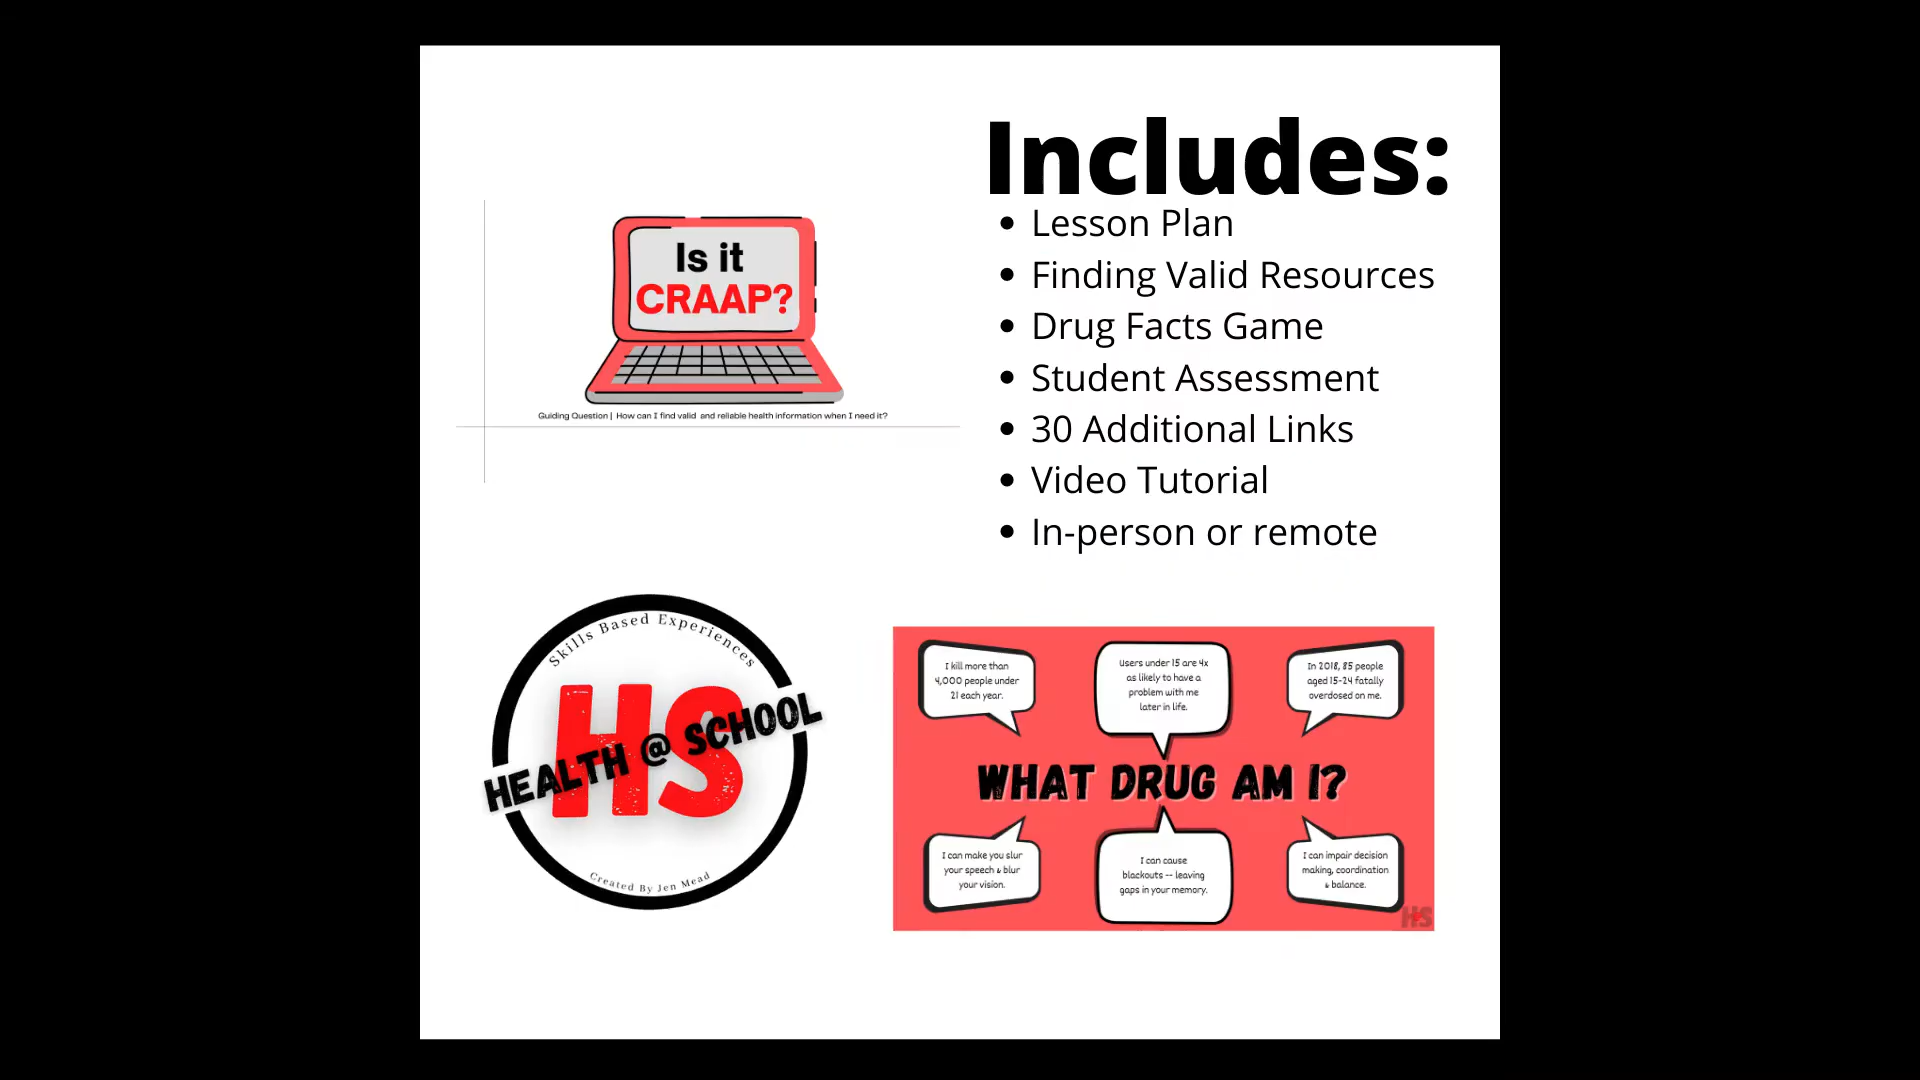 Includes:
• Lesson Plan
• Finding Valid Resources
• Drug Facts Game
• Student Assessment
• 30 Additional Links
• Video Tutorial
• In-person or remote
Is it
CRAAP?
Guiding Question | How can I find valid and reliable health information when I need it?
Skills Based Experiences
HS
HEALTH @ SCHOOL
Created By Jen Mead
I kill more than
4,000 people under
21 each year.
Users under 15 are 4x
as likely to have a
problem with me
later in life.
In 2018, 85 people
aged 15-24 fatally
overdosed on me.
WHAT DRUG AM I?
I can make you slur
your speech & blur
your vision.
I can cause
blackouts -- leaving
gaps in your memory.
I can impair decision
making, coordination
& balance.
HS